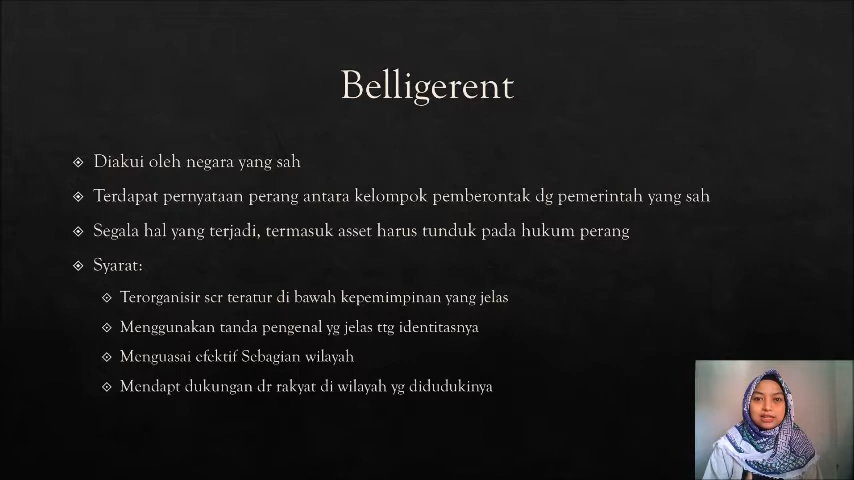 Belligerent
Diakui oleh negara yang sah
Terdapat pernyataan perang antara kelompok pemberontak dg pemerintah yang sah
Segala hal yang terjadi, termasuk asset harus tunduk pada hukum perang
Syarat:
Terorganisir scr teratur di bawah kepemimpinan yang jelas
Menggunakan tanda pengenal yg jelas ttg identitasnya
Menguasai efektif Sebagian wilayah
Mendapt dukungan dr rakyat di wilayah yg didudukinya